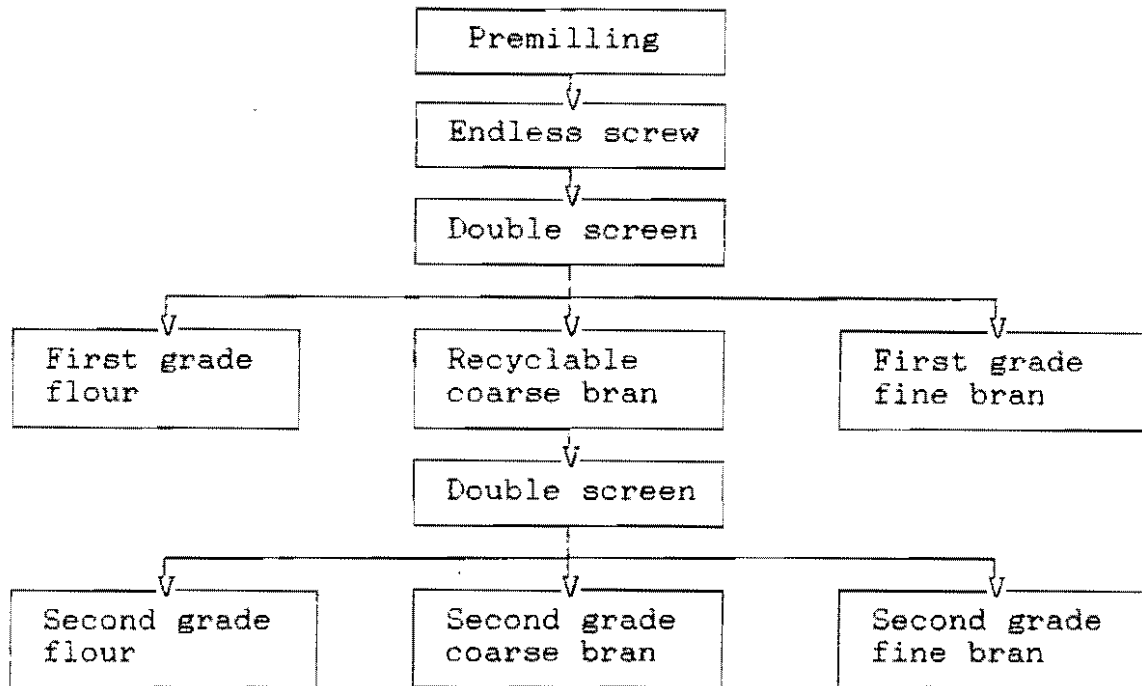 Premilling
Endless screw
Double screen
First grade
flour
Recyclable
coarse bran
First grade
fine bran
Double screen
Second grade
flour
Second grade
coarse bran
Second grade
fine bran